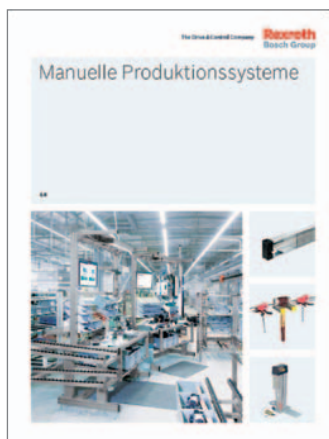 The Drive & Control Company
Rexroth
Bosch Group
Manuelle Produktionssysteme